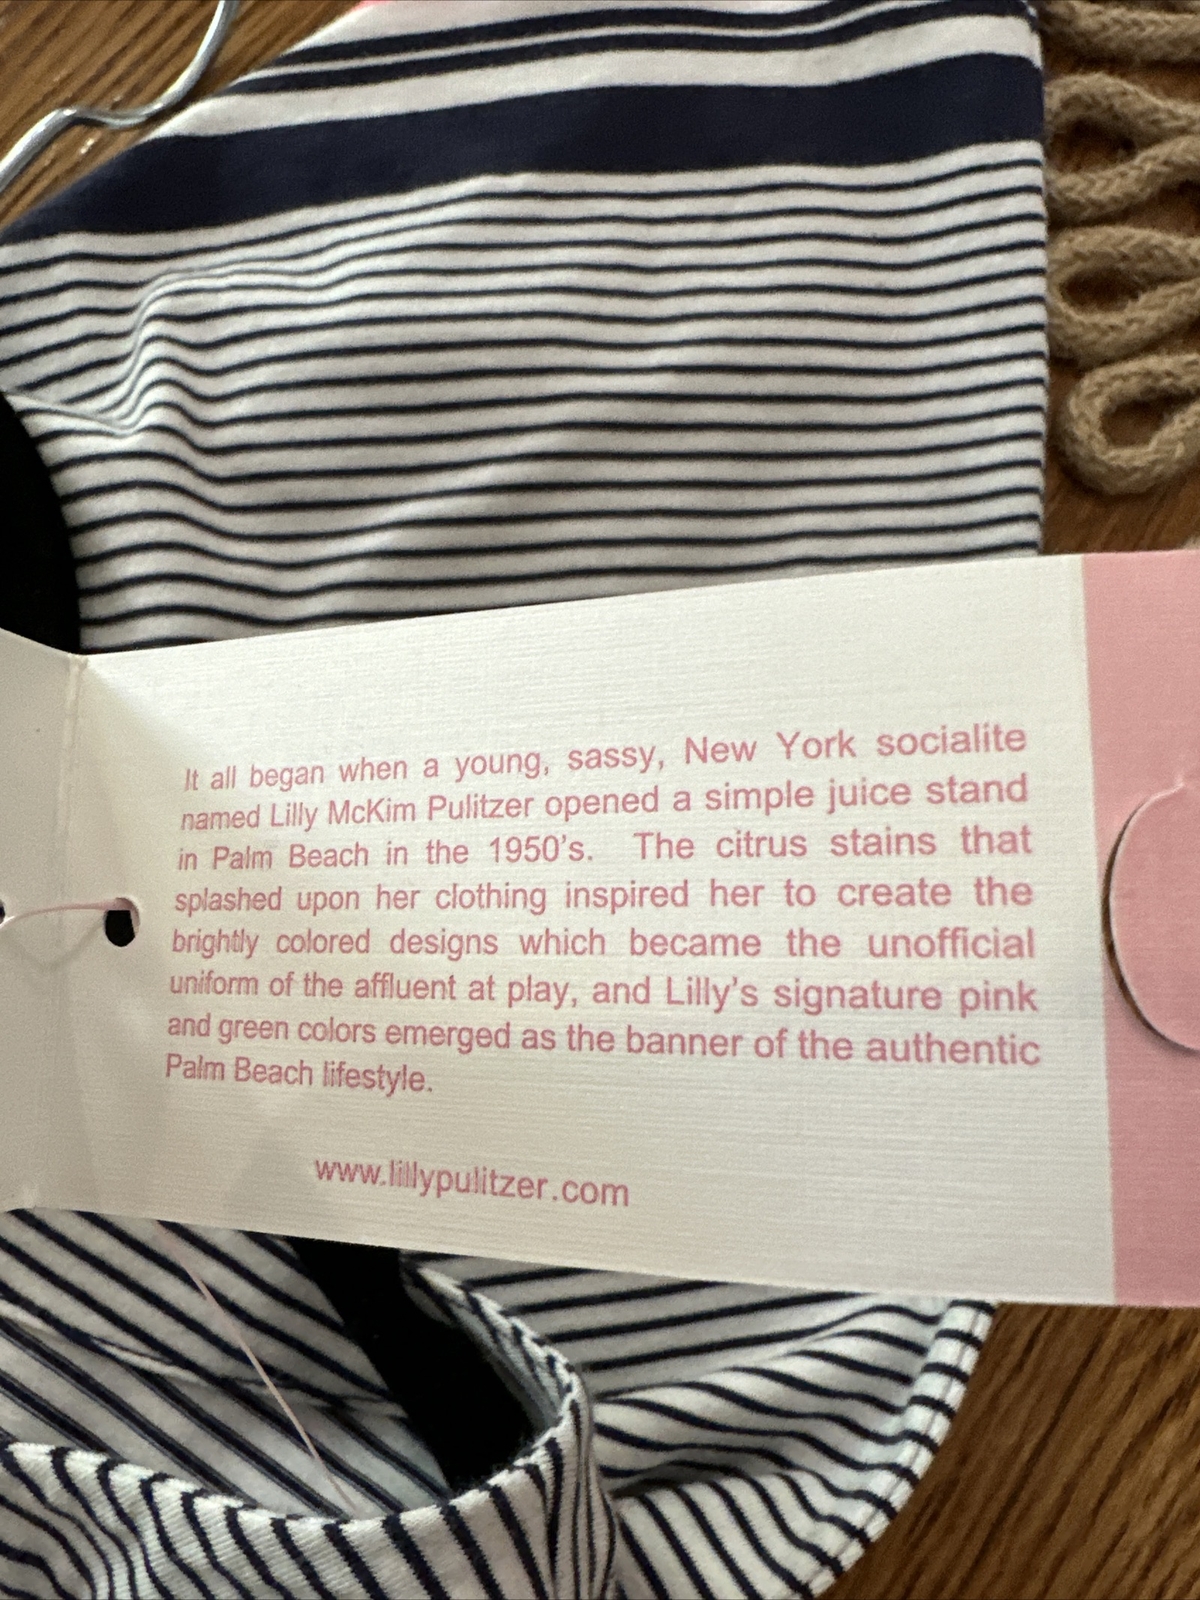 It all began when a young, sassy, New York socialite
named Lilly McKim Pulitzer opened a simple juice stand
in Palm Beach in the 1950's. The citrus stains that
splashed upon her clothing inspired her to create the
brightly colored designs which became the unofficial
uniform of the affluent at play, and Lilly's signature pink
and green colors emerged as the banner of the authentic
Palm Beach lifestyle.
www.lillypulitzer.com